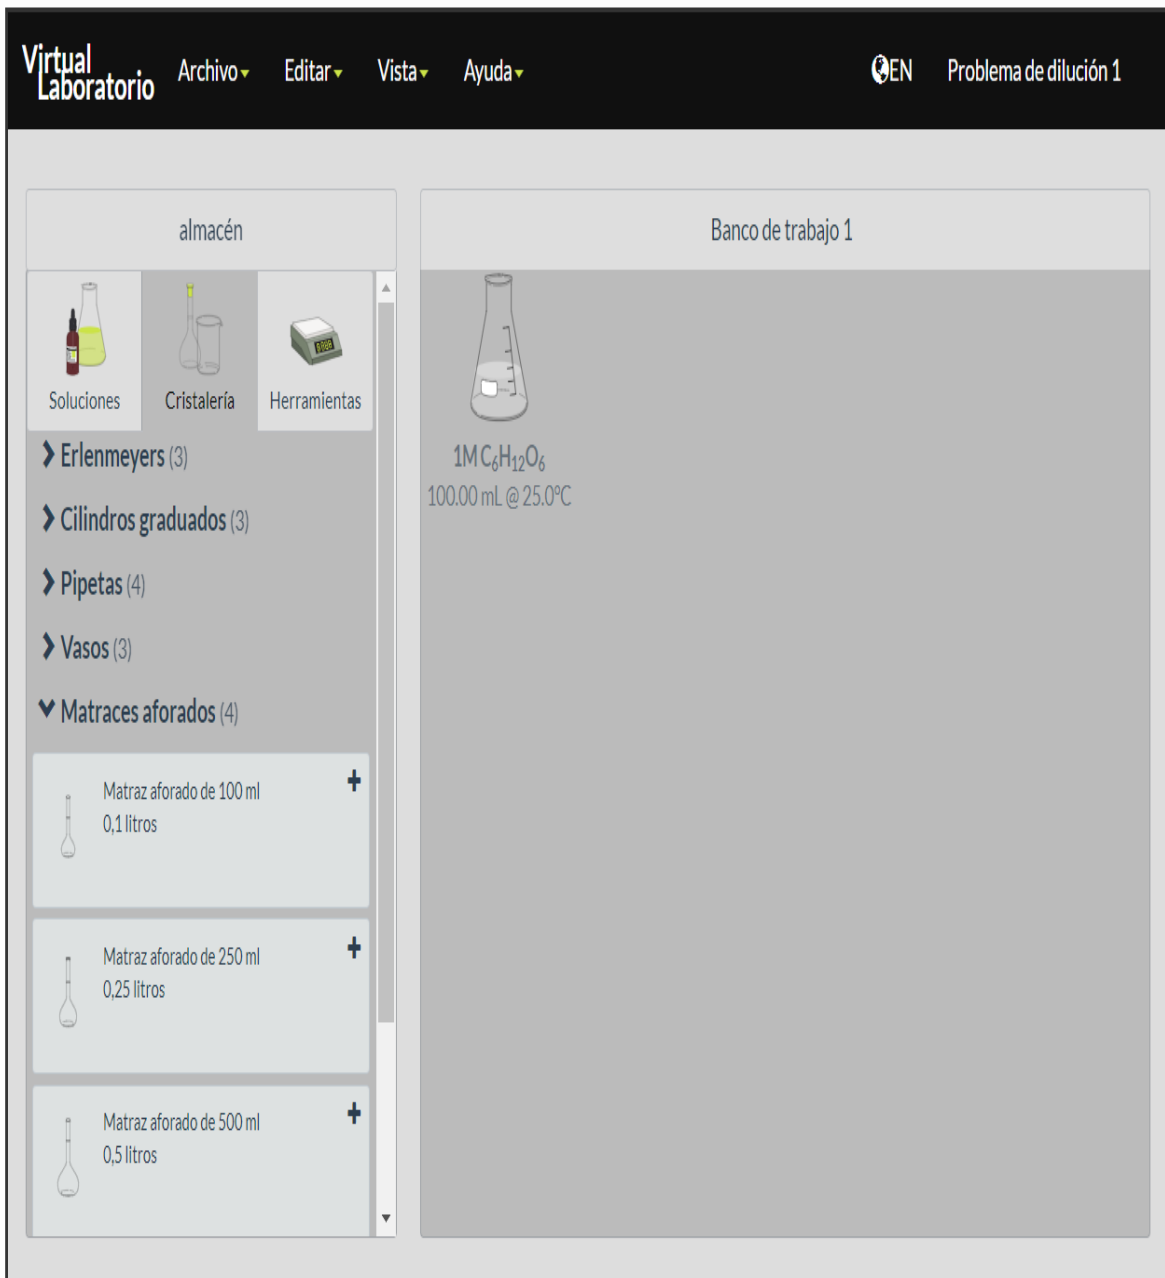 Virtual
Laboratorio
Archivo Editar Vista Ayuda EN Problema de dilución 1
almacén
Soluciones Cristalería Herramientas
Erlenmeyers (3)
Cilindros graduados (3)
Pipetas (4)
Vasos (3)
Matraces aforados (4)
Matraz aforado de 100 ml
0,1 litros
Matraz aforado de 250 ml
0,25 litros
Matraz aforado de 500 ml
0,5 litros
Banco de trabajo 1
1M C₆H₁₂O₆
100.00 mL @ 25.0°C